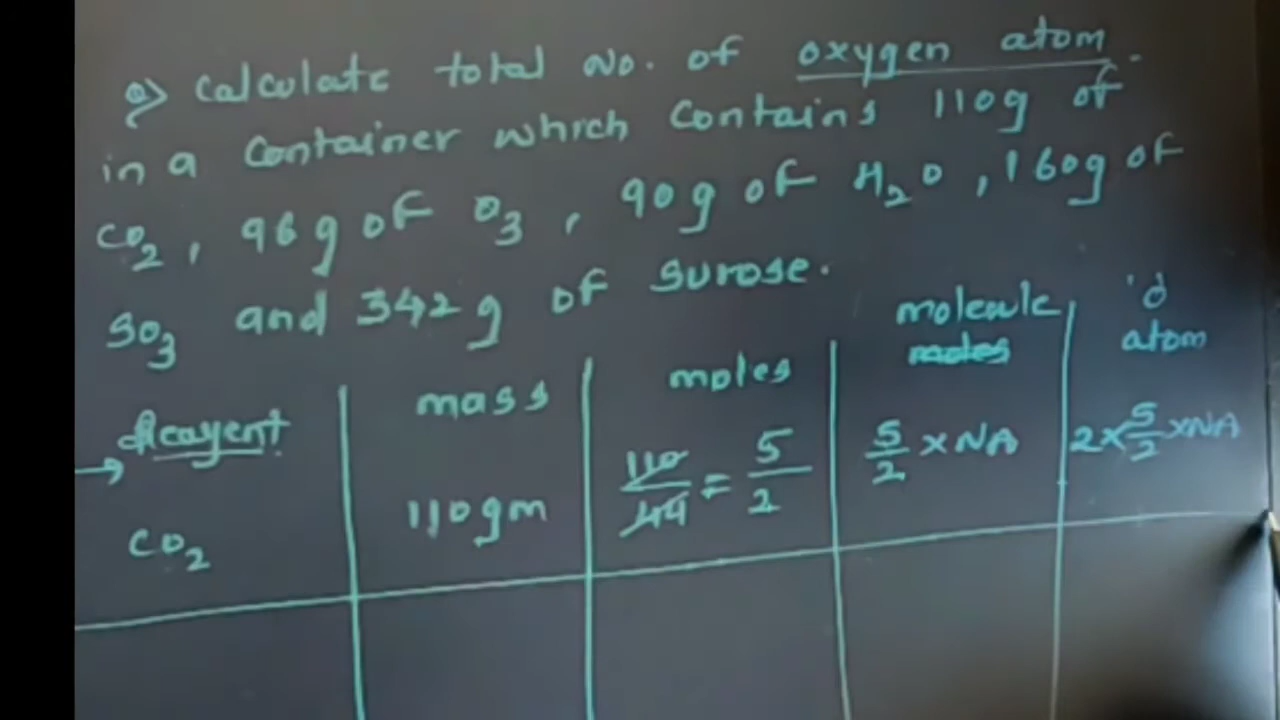 Q> Calculate total No. of oxygen atom.
in a container which contains 110g of
CO2, 96g of O3, 90g of H2O, 160g of
SO3 and 342g of surose.
Reagent mass moles molecule 'O' atom
→
CO2 110gm 110/44 = 5/2 5/2 × NA 2×5/2×NA